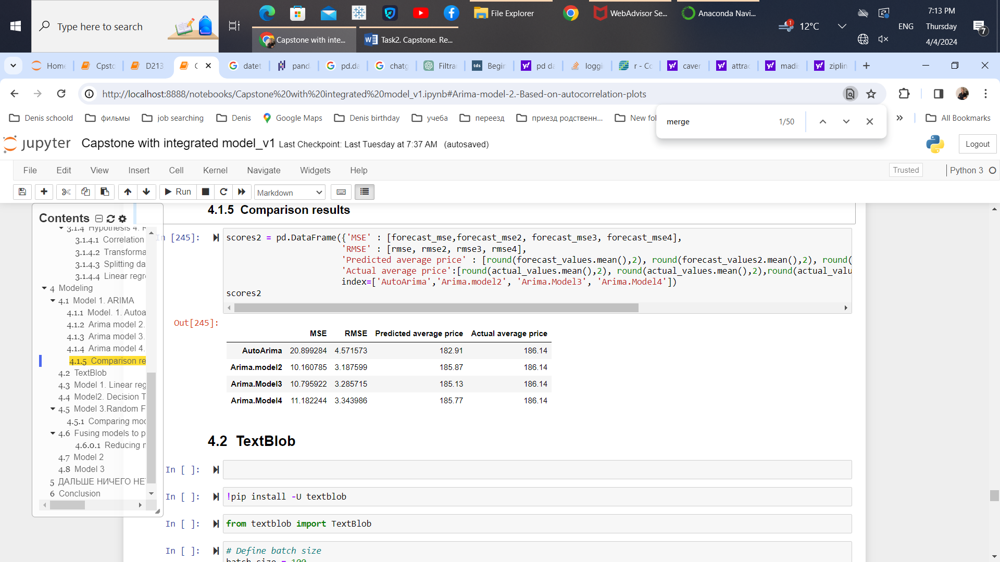 Type here to search
File Explorer
WebAdvisor Se...
Anaconda Navi...
Capstone with inte...
Task2. Capstone. Re...
1
12°C
ENG
7:13 PM
Thursday
4/4/2024
7
Home
Cpst
D213
C
datet
pand
pd.da
chatg
Filtra
tds
Begin
pd da
loggi
r - Co
caver
attrac
madis
ziplin
http://localhost:8888/notebooks/Capstone%20with%20integrated%20model_v1.ipynb#Arima-model-2.-Based-on-autocorrelation-plots
Denis schoold
фильмы
job searching
Denis
Google Maps
Denis birthday
учеба
переезд
приезд родственн...
New fol
»
All Bookmarks
merge
1/50
jupyter
Capstone with integrated model_v1
Last Checkpoint: Last Tuesday at 7:37 AM (autosaved)
Logout
File Edit View Insert Cell Kernel Navigate Widgets Help
Trusted
Python 3
Run
Markdown
Contents
3.1.4 Hypothesis 4. R
3.1.4.1 Correlation
3.1.4.2 Transforma
3.1.4.3 Splitting da
3.1.4.4 Linear regr
4 Modeling
4.1 Model 1. ARIMA
4.1.1 Model. 1. Autoa
4.1.2 Arima model 2.
4.1.3 Arima model 3.
4.1.4 Arima model 4.
4.1.5 Comparison re
4.2 TextBlob
4.3 Model 1. Linear reg
4.4 Model2. Decision T
4.5 Model 3.Random F
4.5.1 Comparing mod
4.6 Fusing models to p
4.6.0.1 Reducing n
4.7 Model 2
4.8 Model 3
5 ДАЛЬШЕ НИЧЕГО НЕ
6 Conclusion
4.1.5 Comparison results
In [245]:
scores2 = pd.DataFrame({'MSE' : [forecast_mse,forecast_mse2, forecast_mse3, forecast_mse4],
'RMSE' : [rmse, rmse2, rmse3, rmse4],
'Predicted average price' : [round(forecast_values.mean(),2), round(forecast_values2.mean(),2), round(
'Actual average price':[round(actual_values.mean(),2), round(actual_values.mean(),2),round(actual_valu
index=['AutoArima','Arima.model2', 'Arima.Model3', 'Arima.Model4'])
scores2
Out[245]:
MSE RMSE Predicted average price Actual average price
AutoArima 20.899284 4.571573 182.91 186.14
Arima.model2 10.160785 3.187599 185.87 186.14
Arima.Model3 10.795922 3.285715 185.13 186.14
Arima.Model4 11.182244 3.343986 185.77 186.14
4.2 TextBlob
In [ ]:
In [ ]: !pip install -U textblob
In [ ]: from textblob import TextBlob
In [ ]: # Define batch size
batch_size = 100